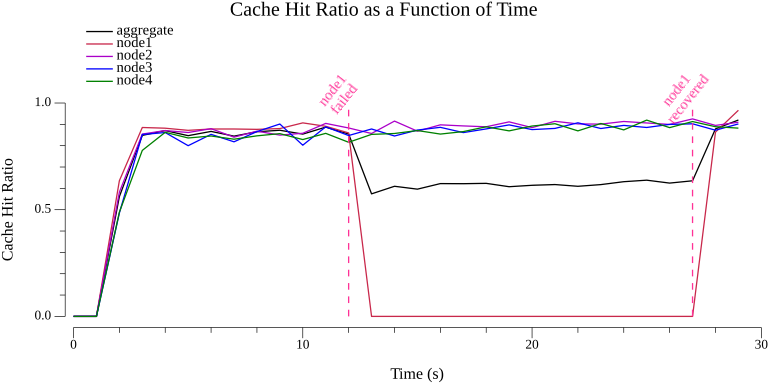 Cache Hit Ratio as a Function of Time
aggregate
node1
node2
node3
node4
node1
failed
node1
recovered
1.0
0.5
0.0
Cache Hit Ratio
0
10
20
30
Time (s)